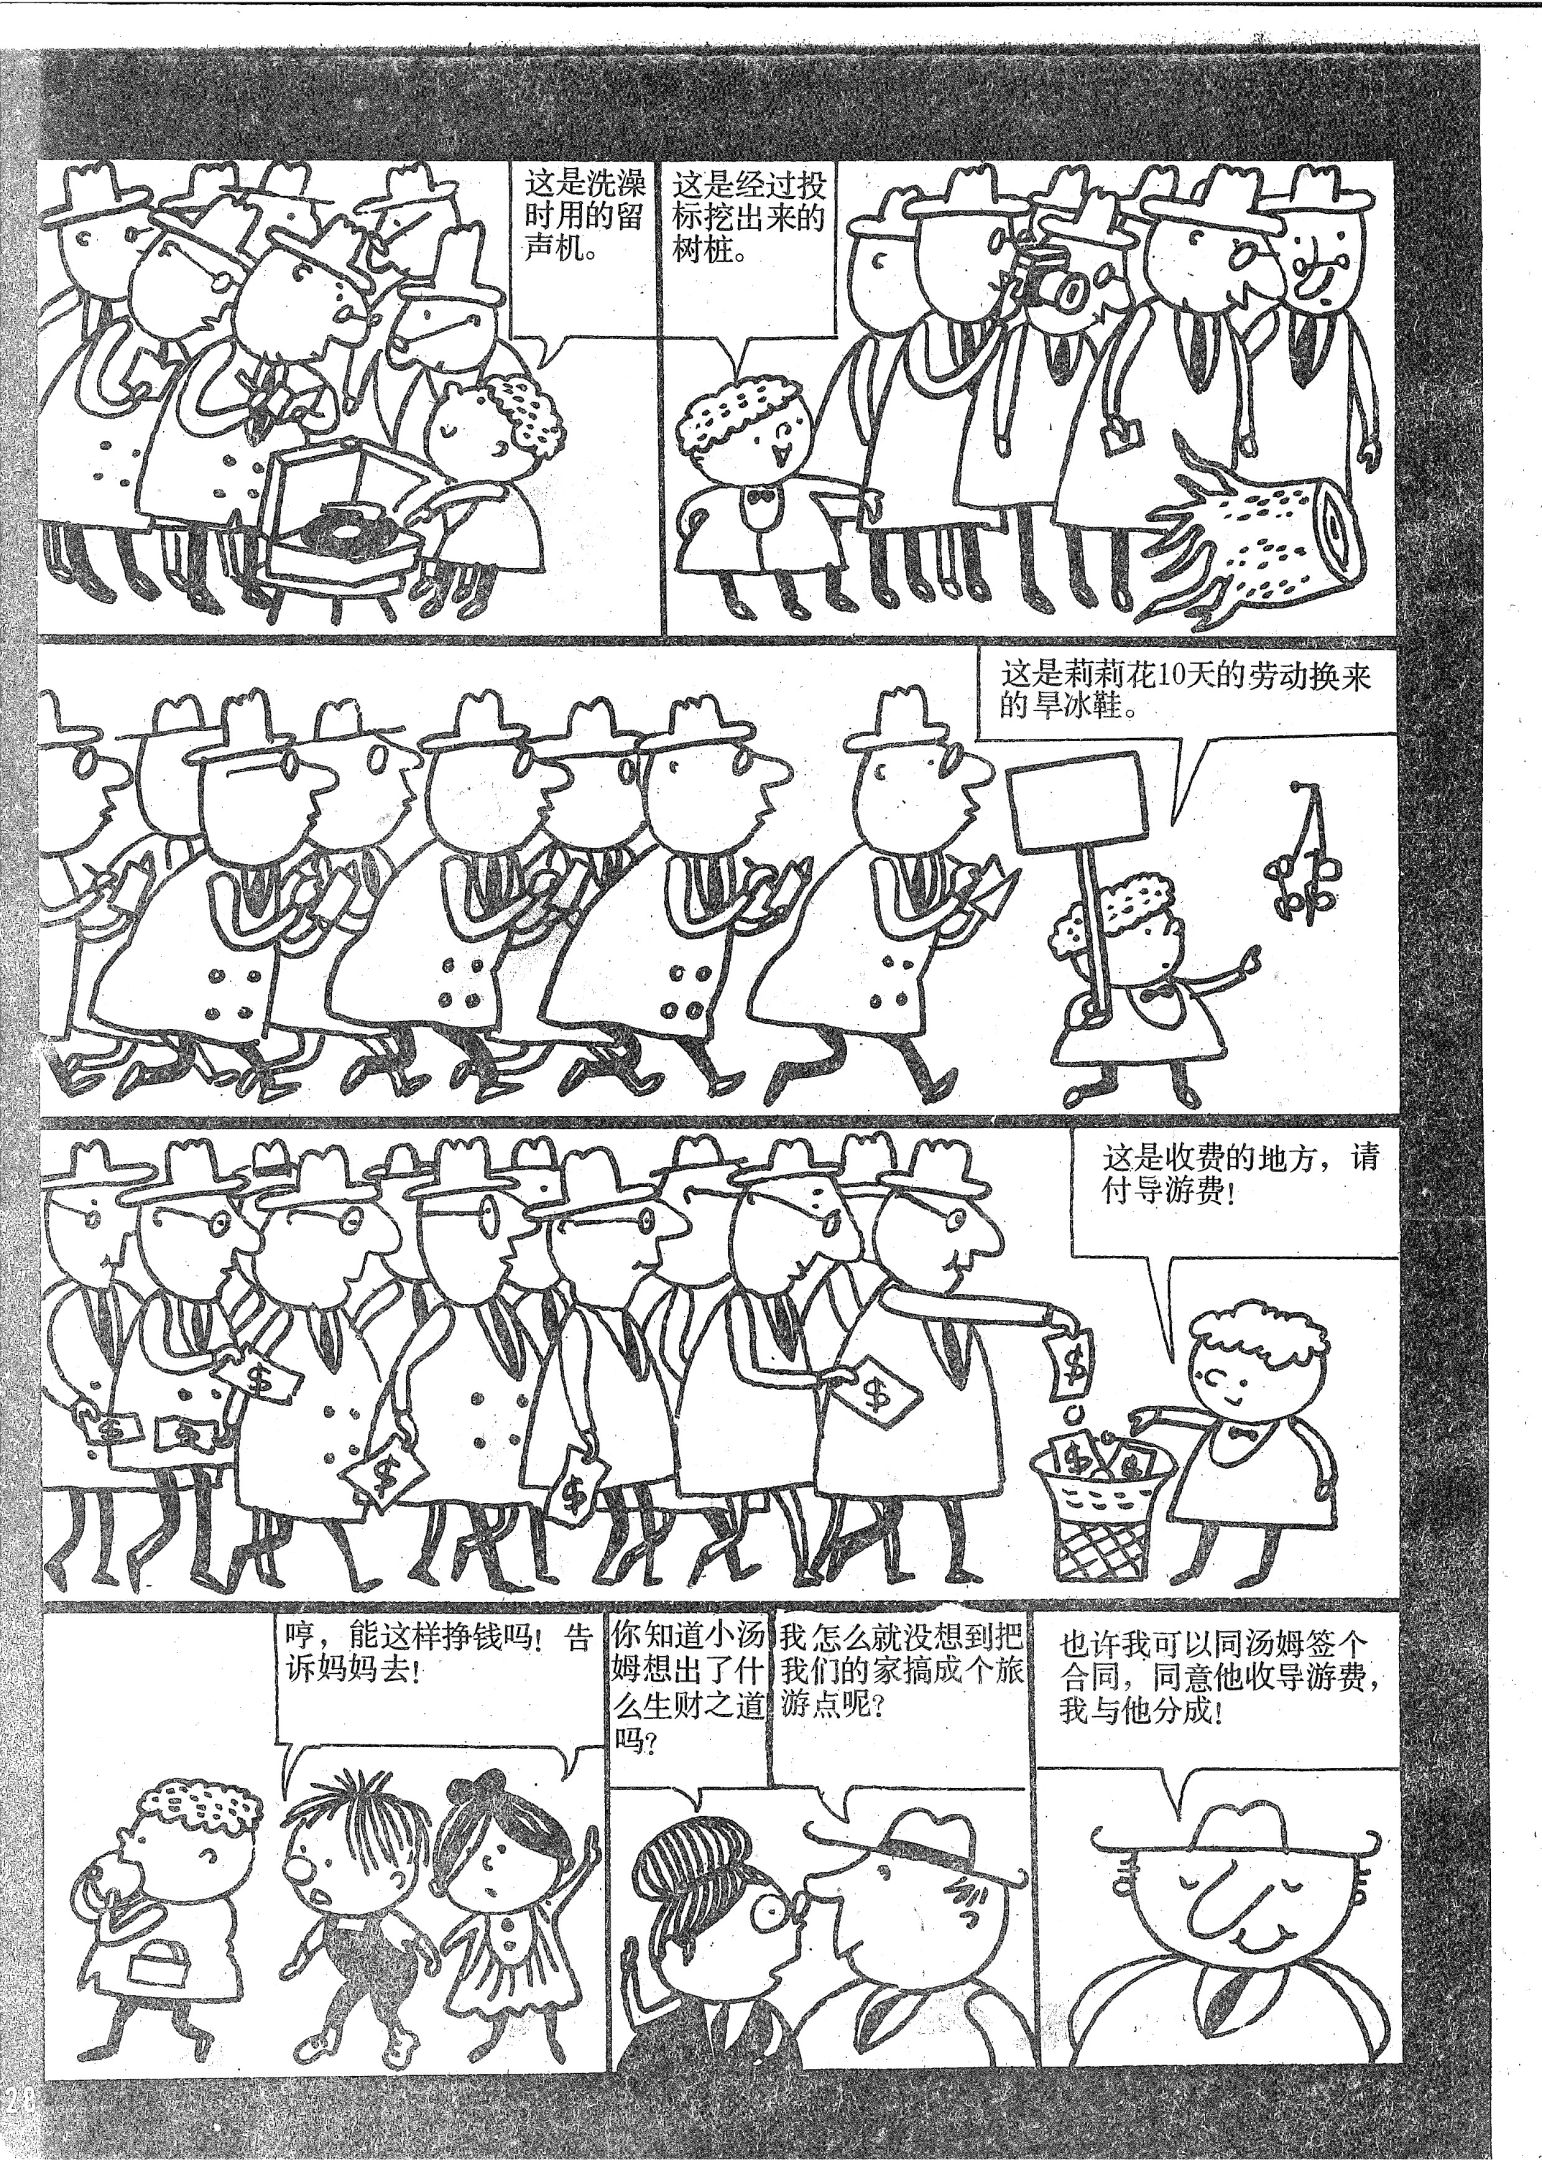 这是洗澡
时用的留
声机。
这是经过投
标挖出来的
树桩。
这是莉莉花10天的劳动换来
的旱冰鞋。
这是收费的地方，请
付导游费！
$
$
$
$
$
$
$
$
$
哼，能这样挣钱吗！告
诉妈妈去！
你知道小汤
姆想出了什
么生财之道
吗？
我怎么就没想到把
我们的家搞成个旅
游点呢？
也许我可以同汤姆签个
合同，同意他收导游费，
我与他分成！
28